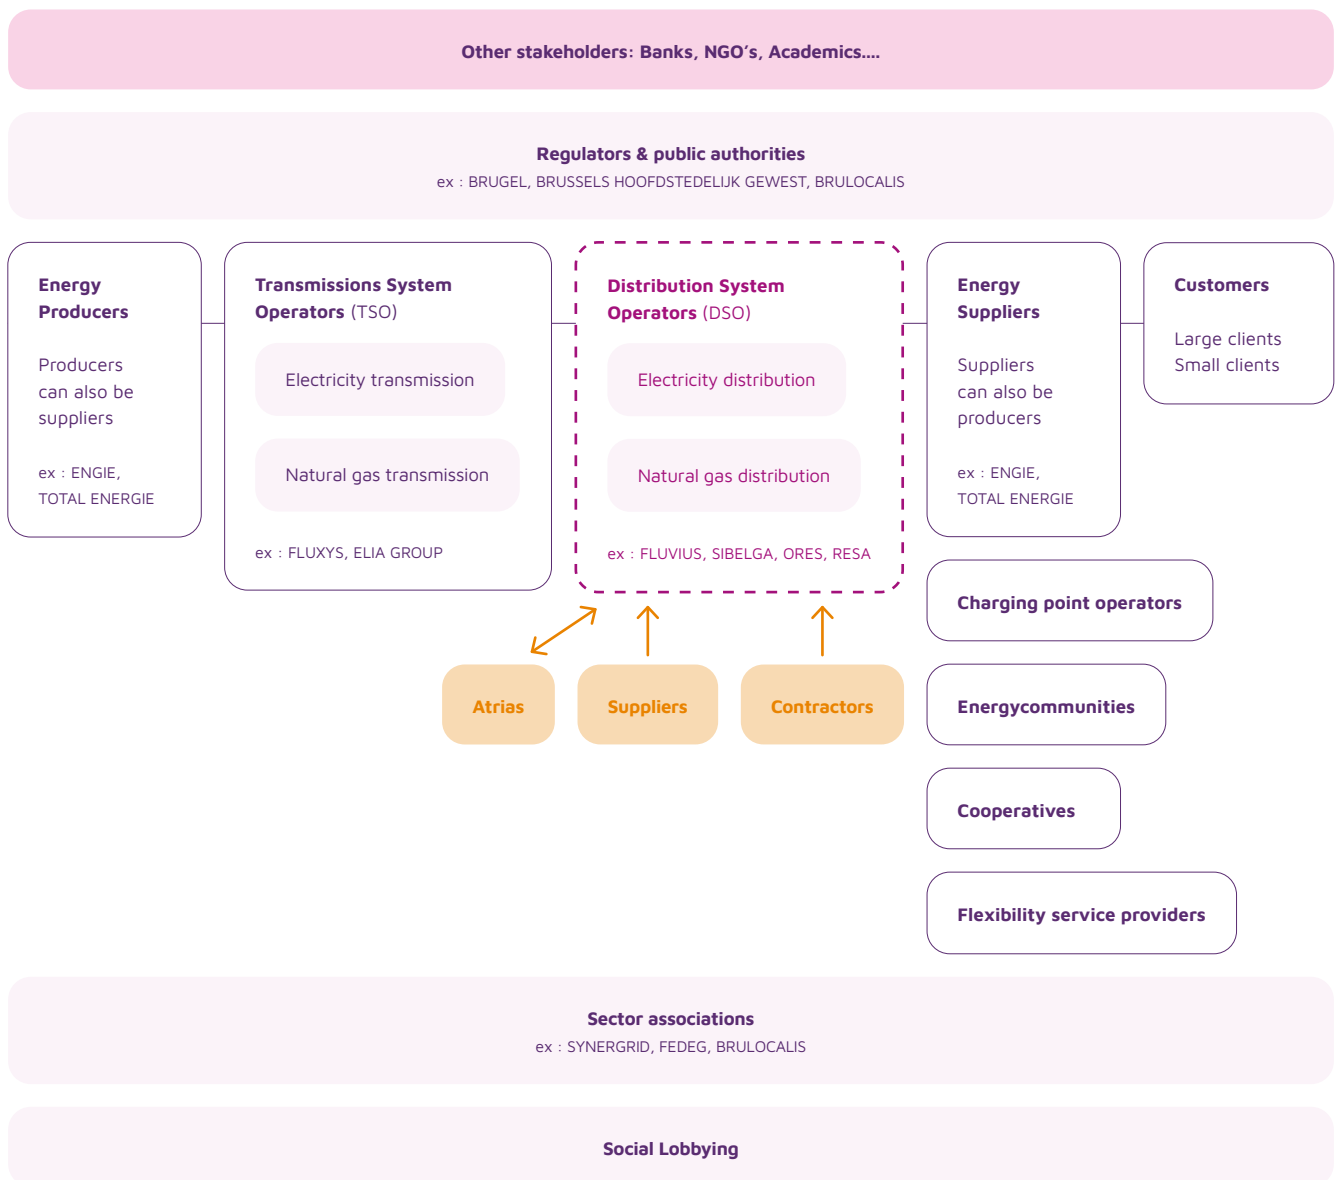 Other stakeholders: Banks, NGO’s, Academics....
Regulators & public authorities
ex : BRUGEL, BRUSSELS HOOFDSTEDELIJK GEWEST, BRULOCALIS
Energy
Producers
Producers
can also be
suppliers
ex : ENGIE,
TOTAL ENERGIE
Transmissions System
Operators (TSO)
Electricity transmission
Natural gas transmission
ex : FLUXYS, ELIA GROUP
Distribution System
Operators (DSO)
Electricity distribution
Natural gas distribution
ex : FLUVIUS, SIBELGA, ORES, RESA
Energy
Suppliers
Suppliers
can also be
producers
ex : ENGIE,
TOTAL ENERGIE
Customers
Large clients
Small clients
Atrias
Suppliers
Contractors
Charging point operators
Energycommunities
Cooperatives
Flexibility service providers
Sector associations
ex : SYNERGRID, FEDEG, BRULOCALIS
Social Lobbying